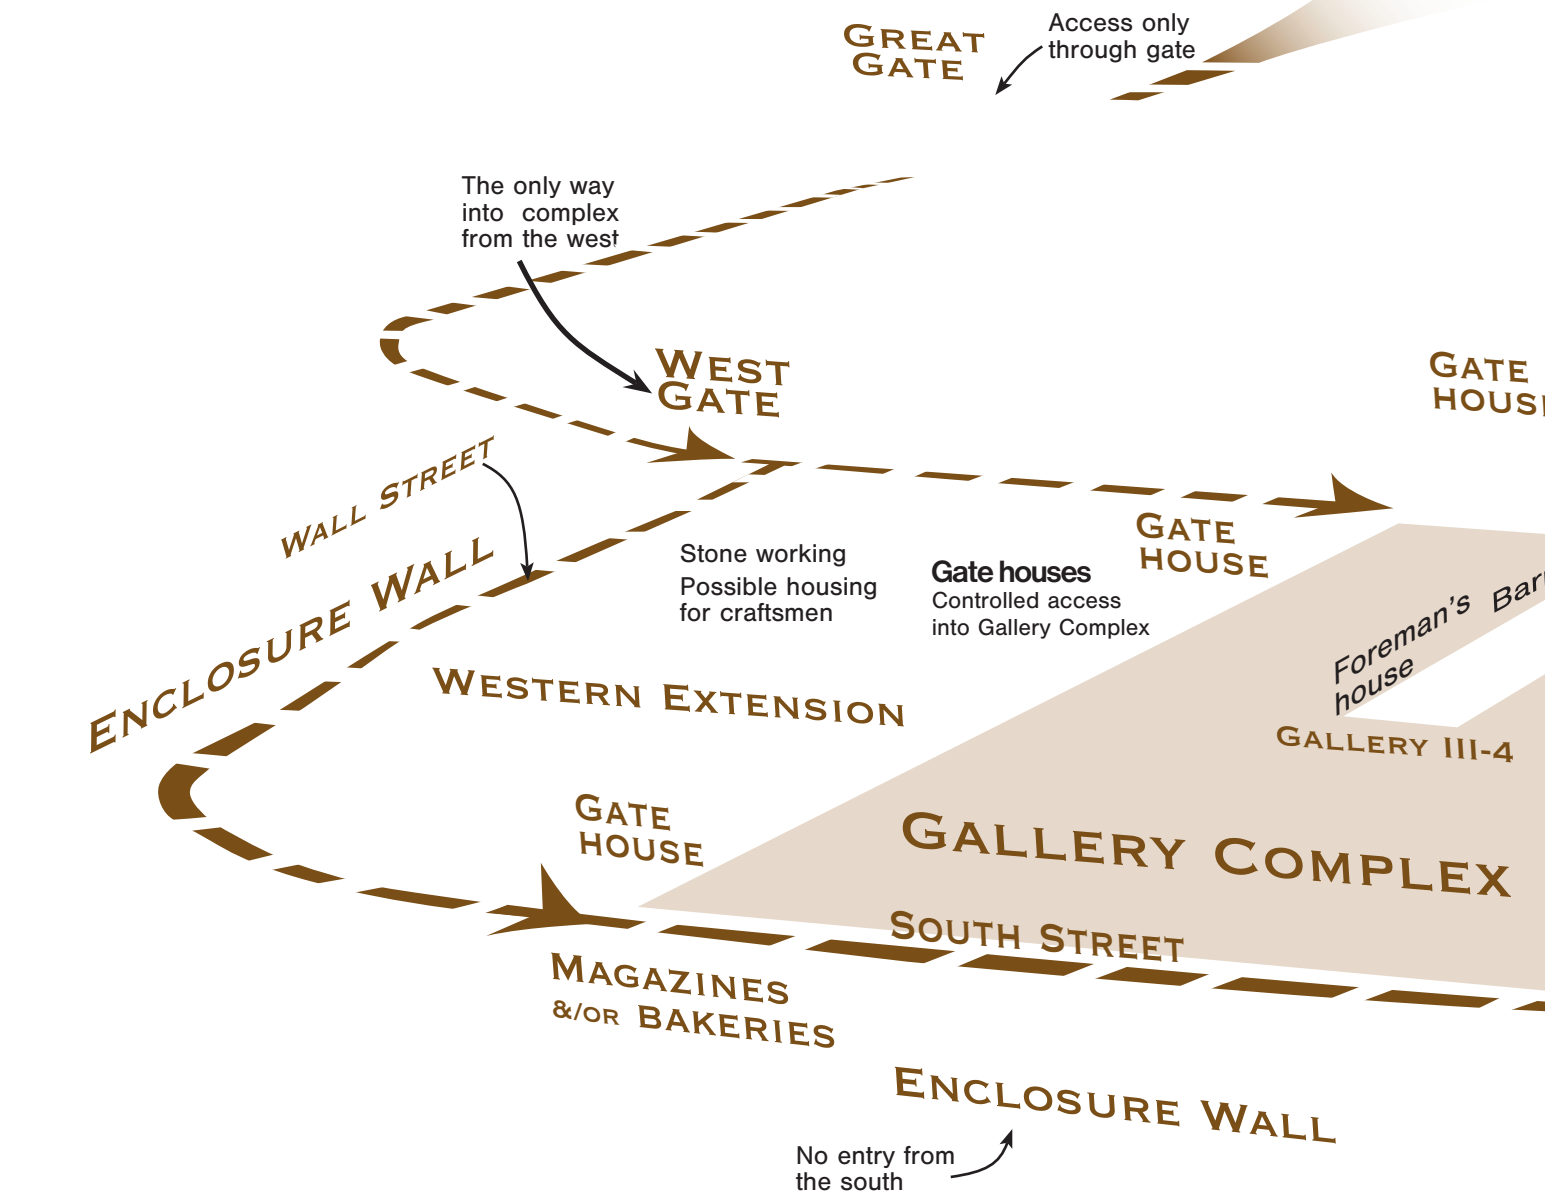 GREAT
GATE
Access only
through gate
The only way
into complex
from the west
WEST
GATE
GATE
HOUSE
WALL STREET
ENCLOSURE WALL
Stone working
Possible housing
for craftsmen
Gate houses
Controlled access
into Gallery Complex
GATE
HOUSE
Foreman's
house
WESTERN EXTENSION
GALLERY III-4
GATE
HOUSE
GALLERY COMPLEX
SOUTH STREET
MAGAZINES
&/OR BAKERIES
ENCLOSURE WALL
No entry from
the south